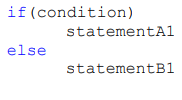 if(condition)
      statementA1
else
      statementB1